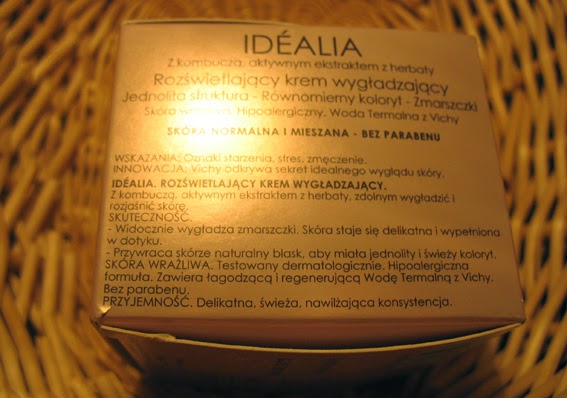 IDÉALIA
Z kombuczą, aktywnym ekstraktem z herbaty
Rozświetlający krem wygładzający
Jednolita struktura - Równomierny koloryt - Zmarszczki
Skóra wrażliwa. Hipoalergiczny. Woda Termalna z Vichy
SKÓRA NORMALNA I MIESZANA - BEZ PARABENU
WSKAZANIA: Oznaki starzenia, stres, zmęczenie.
INNOWACJA: Vichy odkrywa sekret idealnego wyglądu skóry.
IDÉALIA. ROZŚWIETLAJĄCY KREM WYGŁADZAJĄCY.
Z kombuczą, aktywnym ekstraktem z herbaty, zdolnym wygładzić i
rozjaśnić skórę.
SKUTECZNOŚĆ.
- Widocznie wygładza zmarszczki. Skóra staje się delikatna i wypełniona
w dotyku.
- Przywraca skórze naturalny blask, aby miała jednolity i świeży koloryt.
SKÓRA WRAŻLIWA. Testowany dermatologicznie. Hipoalergiczna
formuła. Zawiera łagodzącą i regenerującą Wodę Termalną z Vichy.
Bez parabenu.
PRZYJEMNOŚĆ. Delikatna, świeża, nawilżająca konsystencja.